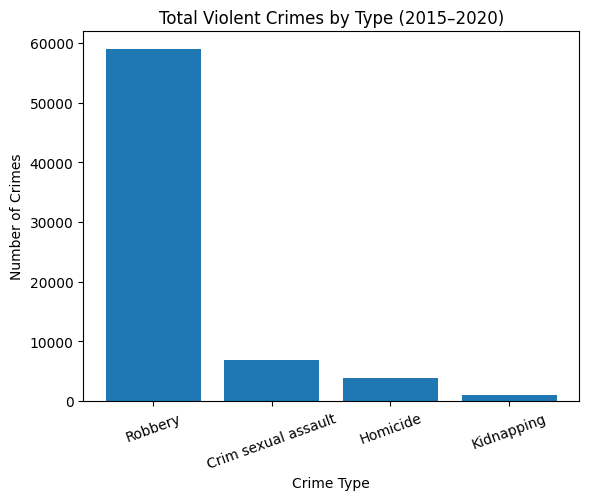 Total Violent Crimes by Type (2015–2020)
Number of Crimes
60000
50000
40000
30000
20000
10000
0
Robbery
Crim sexual assault
Homicide
Kidnapping
Crime Type